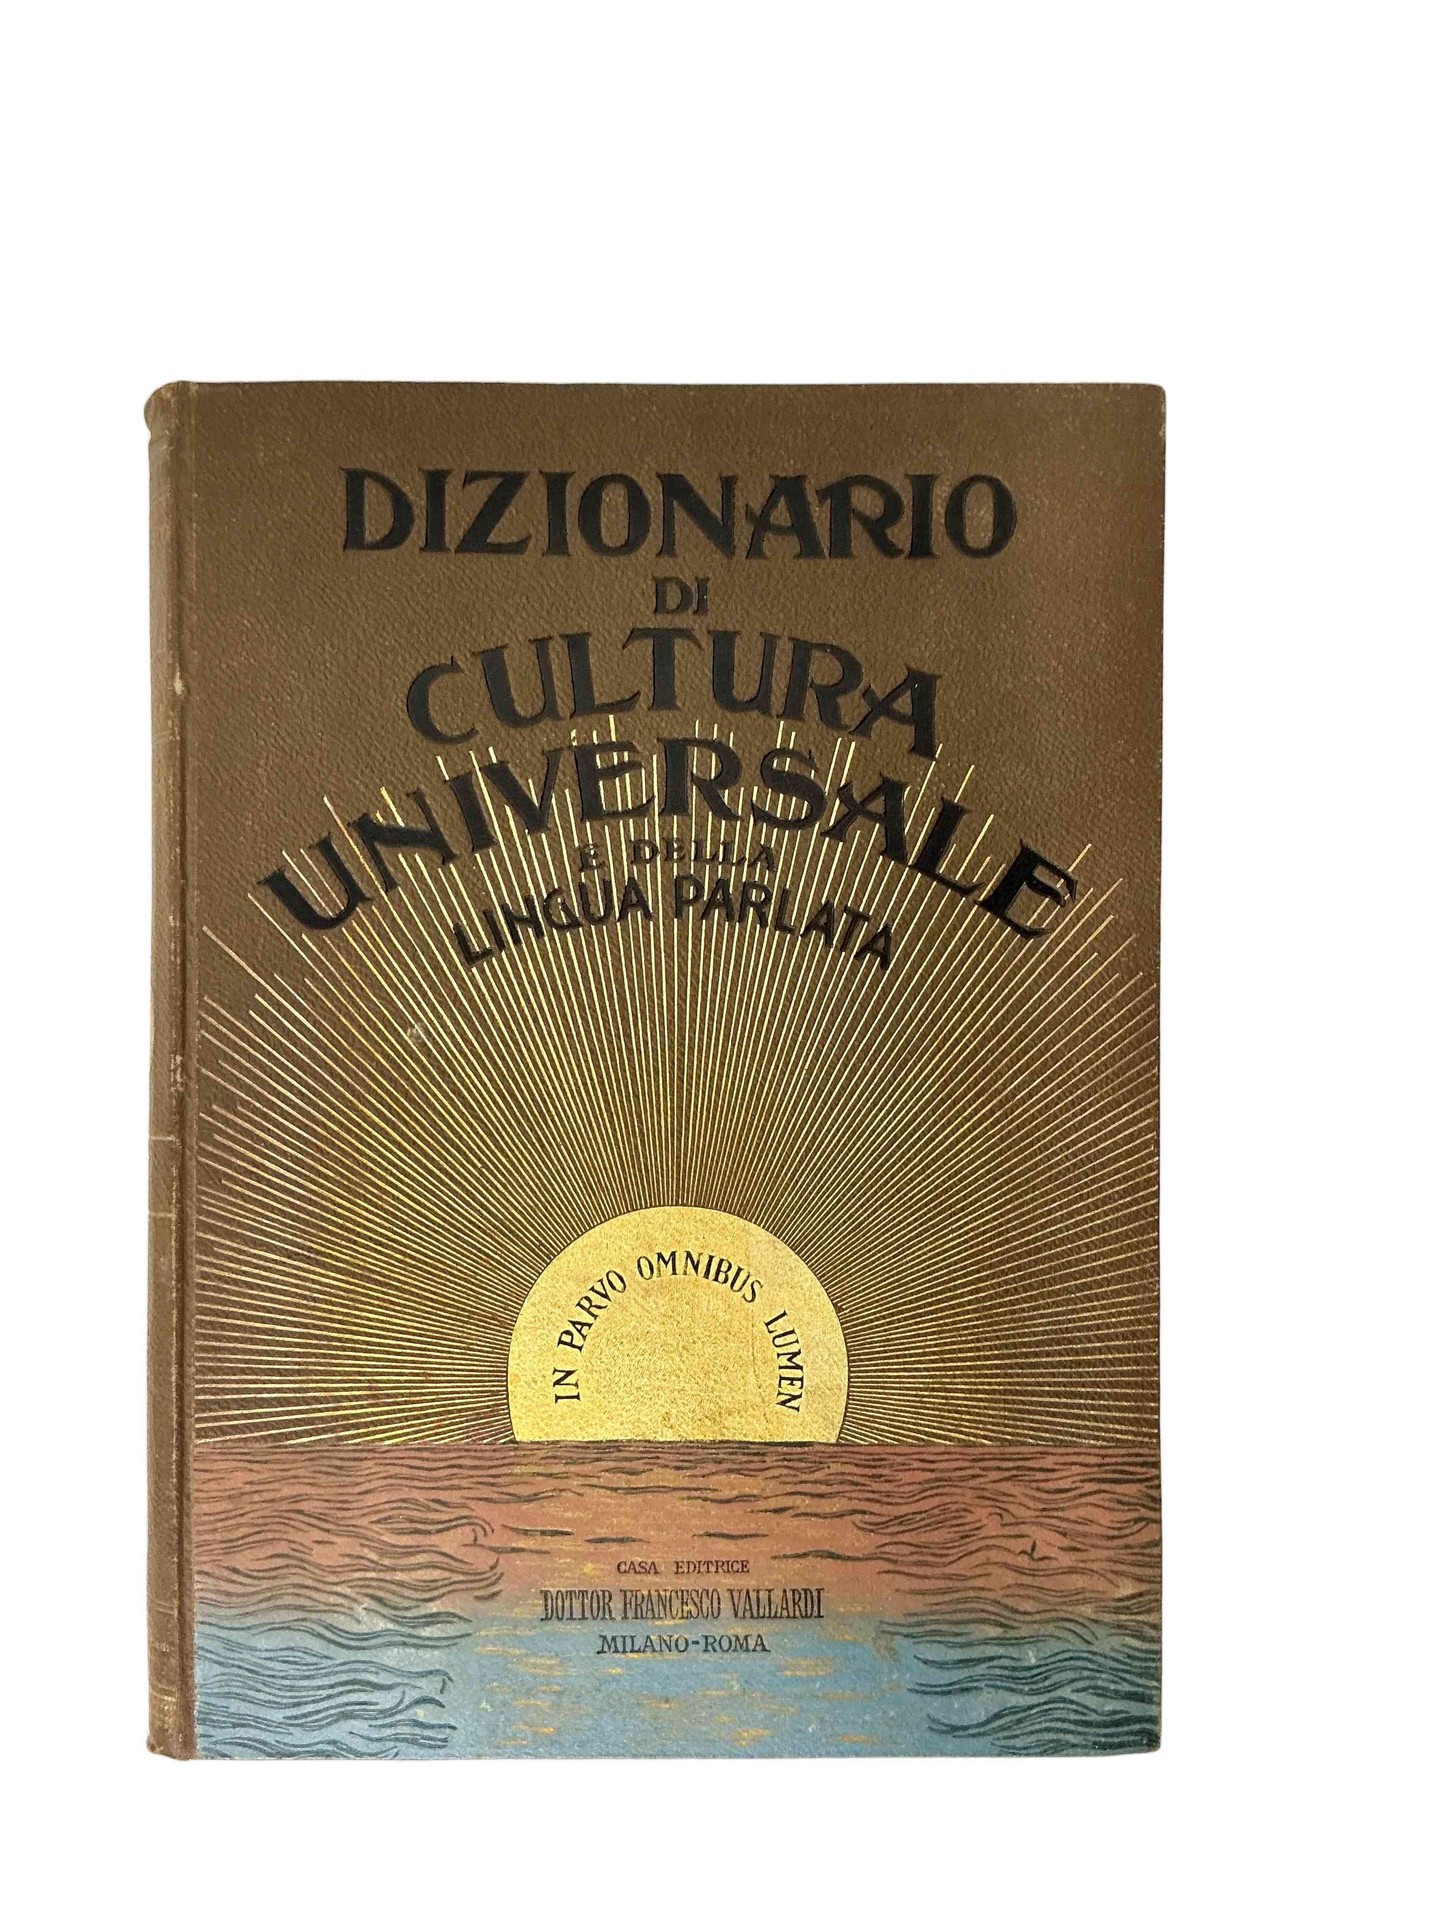 DIZIONARIO
DI
CULTURA
UNIVERSALE
E DELLA
LINGUA PARLATA
IN PARVO OMNIBUS LUMEN
CASA EDITRICE
DOTTOR FRANCESCO VALLARDI
MILANO-ROMA